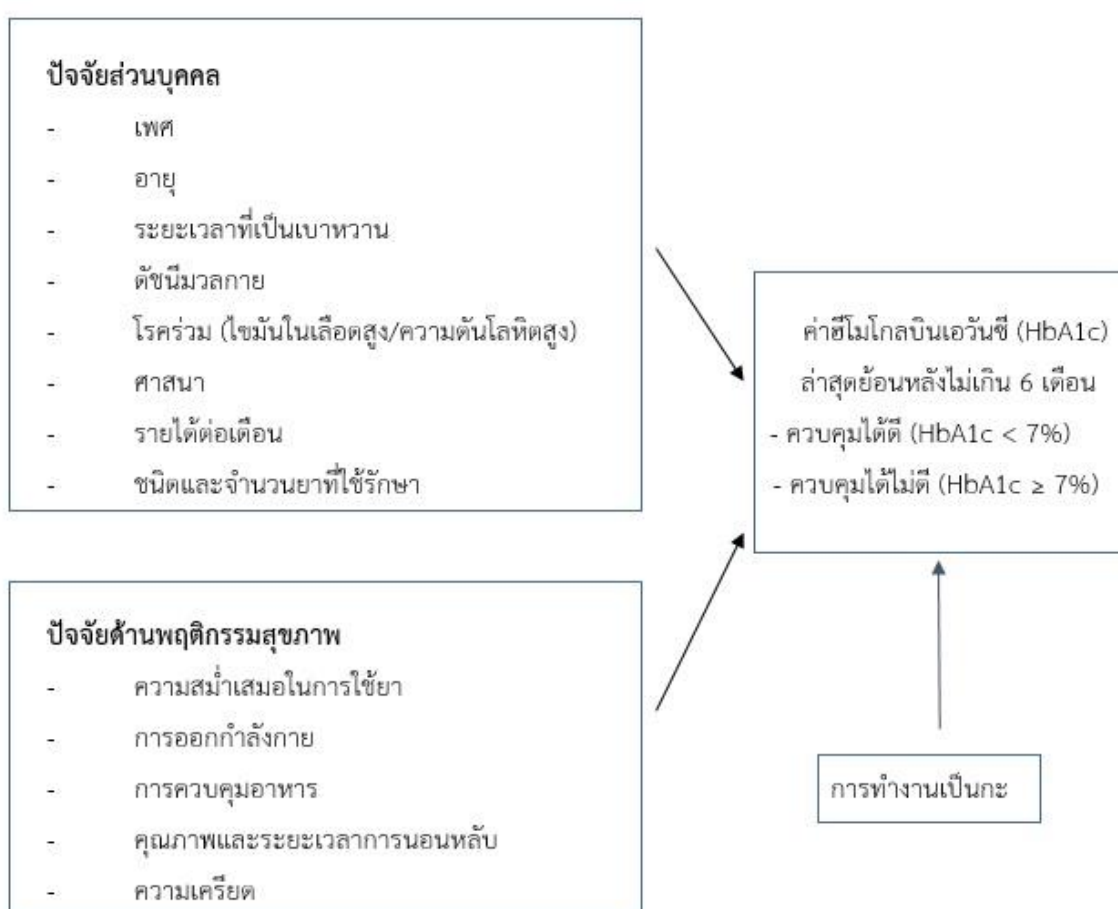 ปัจจัยส่วนบุคคล
- เพศ
- อายุ
- ระยะเวลาที่เป็นเบาหวาน
- ดัชนีมวลกาย
- โรคร่วม (ไขมันในเลือดสูง/ความดันโลหิตสูง)
- ศาสนา
- รายได้ต่อเดือน
- ชนิดและจำนวนยาที่ใช้รักษา
ค่าฮีโมโกลบินเอวันซี (HbA1c)
ล่าสุดย้อนหลังไม่เกิน 6 เดือน
- ควบคุมได้ดี (HbA1c < 7%)
- ควบคุมได้ไม่ดี (HbA1c ≥ 7%)
ปัจจัยด้านพฤติกรรมสุขภาพ
- ความสม่ำเสมอในการใช้ยา
- การออกกำลังกาย
- การควบคุมอาหาร
- คุณภาพและระยะเวลาการนอนหลับ
- ความเครียด
การทำงานเป็นกะ